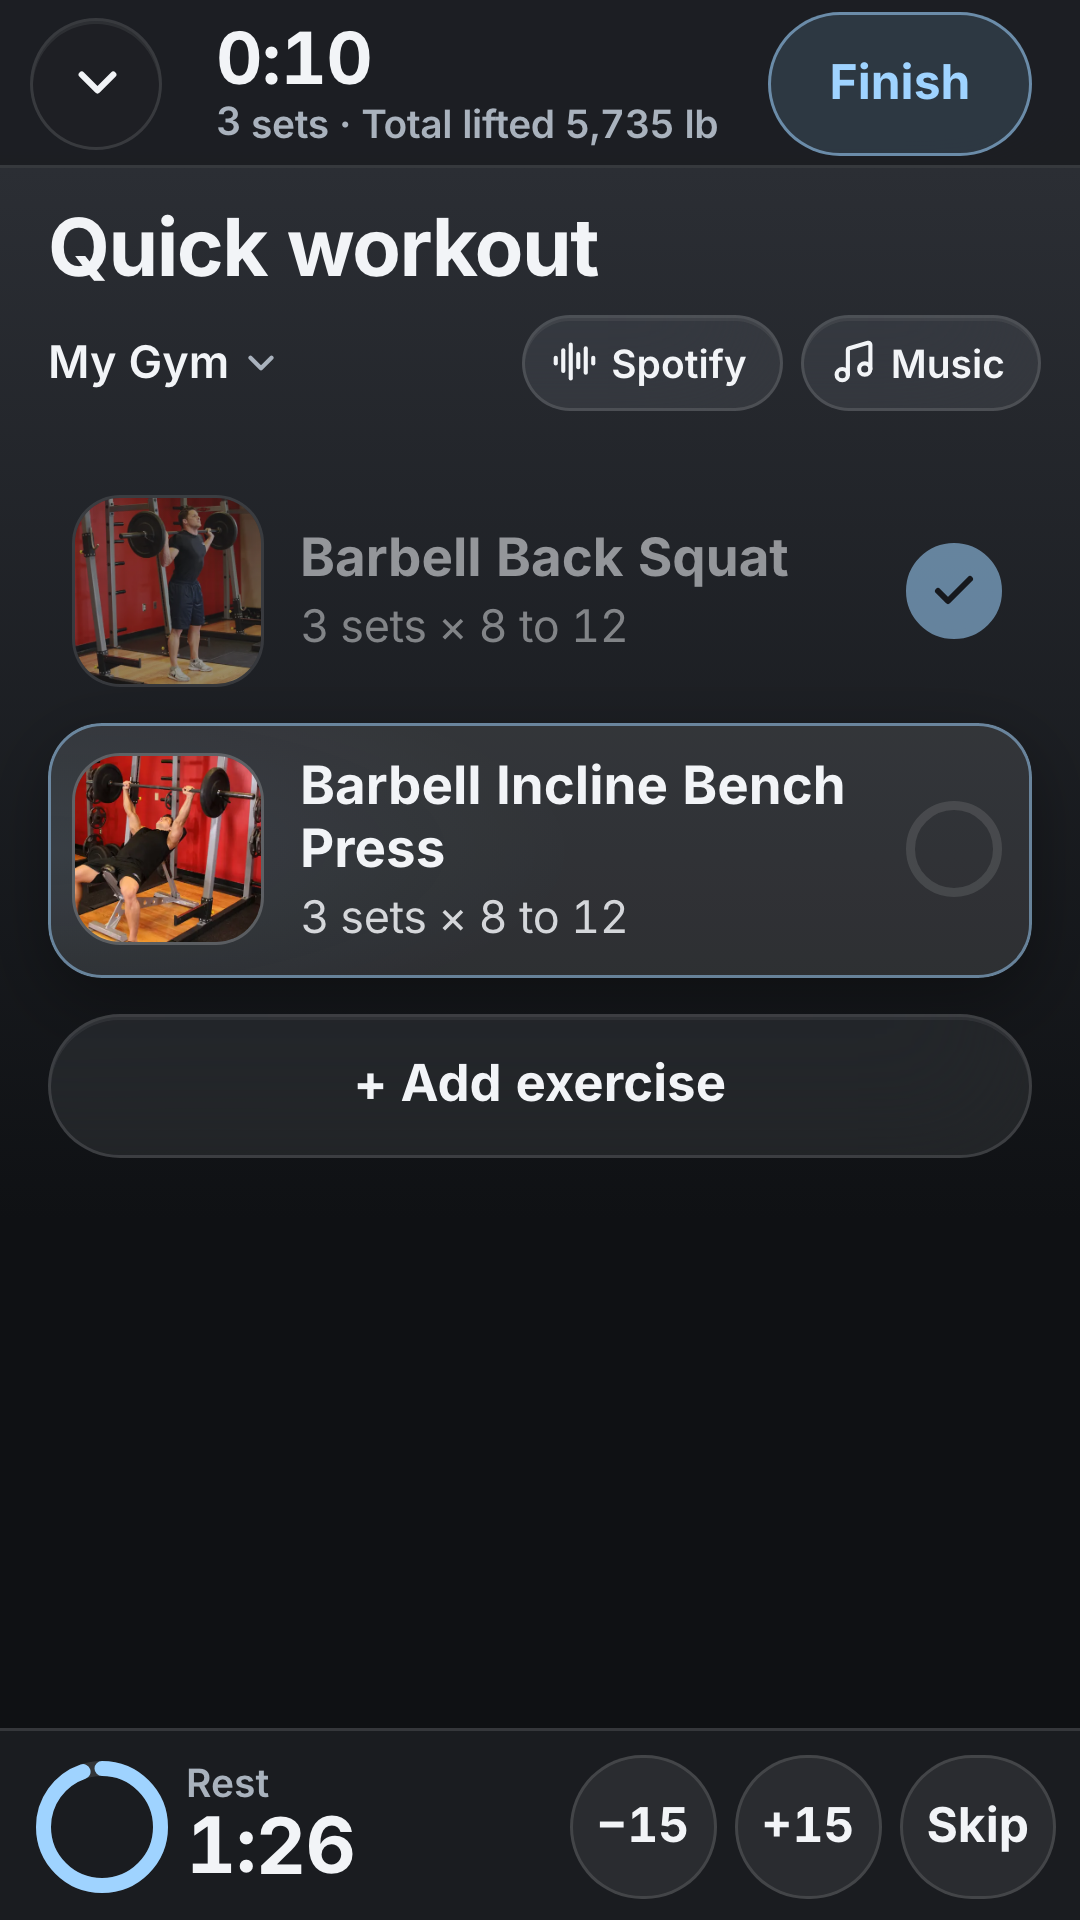 0:10
3 sets · Total lifted 5,735 lb
Finish
Quick workout
My Gym
Spotify
Music
Barbell Back Squat
3 sets × 8 to 12
Barbell Incline Bench
Press
3 sets × 8 to 12
+ Add exercise
Rest
1:26
−15
+15
Skip